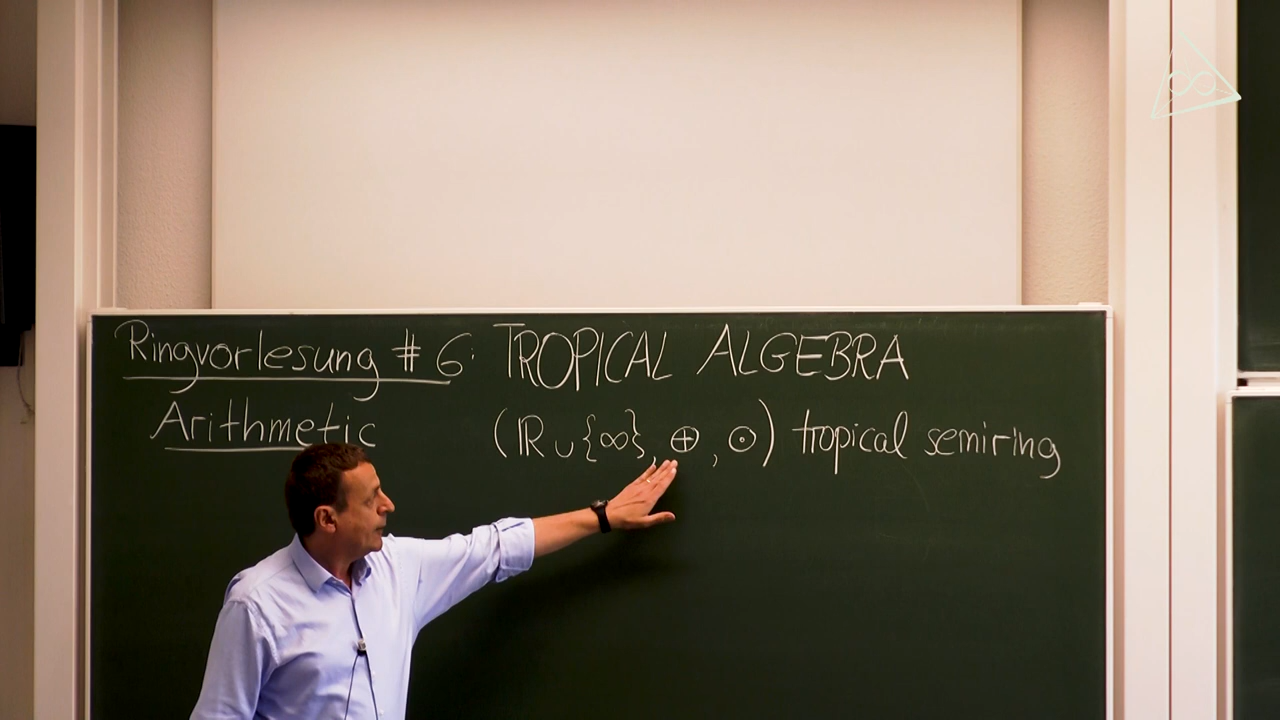 Ringvorlesung # 6: TROPICAL ALGEBRA
Arithmetic (ℝ ∪ {∞}, ⊕, ⊙) tropical semiring